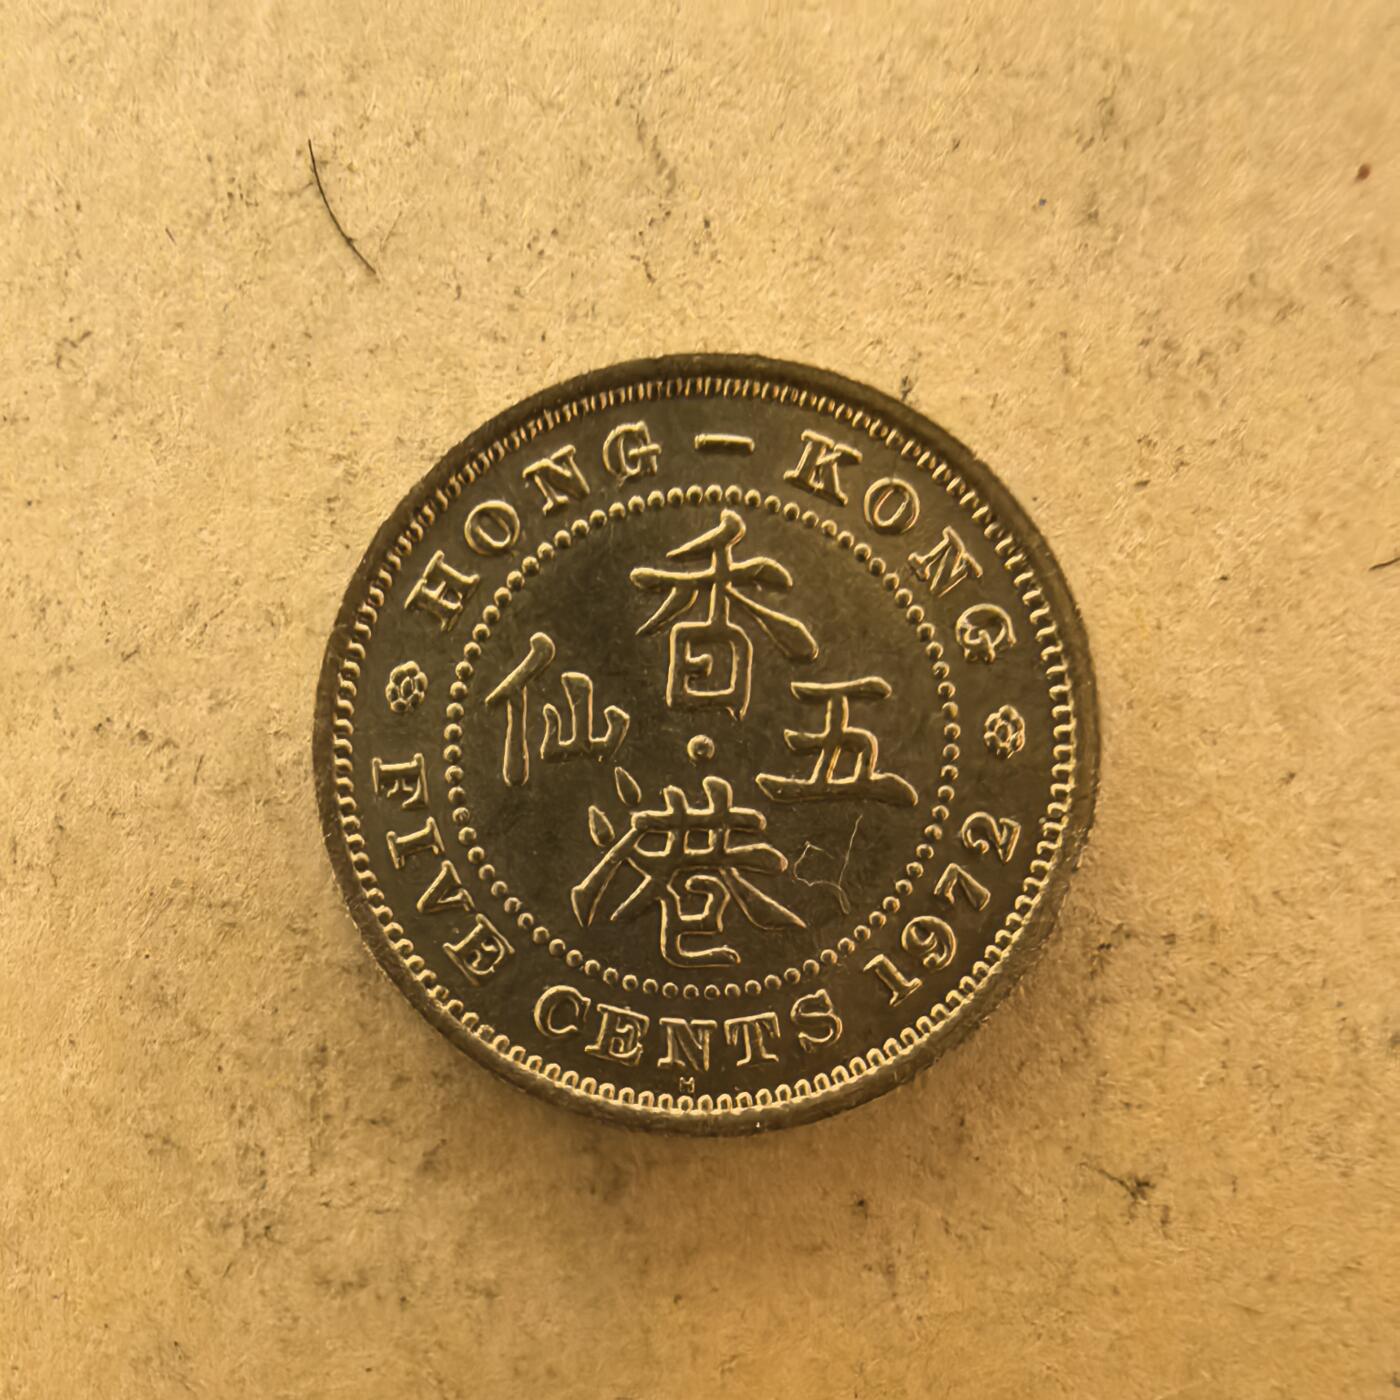 HONG – KONG
香
五
仙
港
FIVE CENTS 1972
H